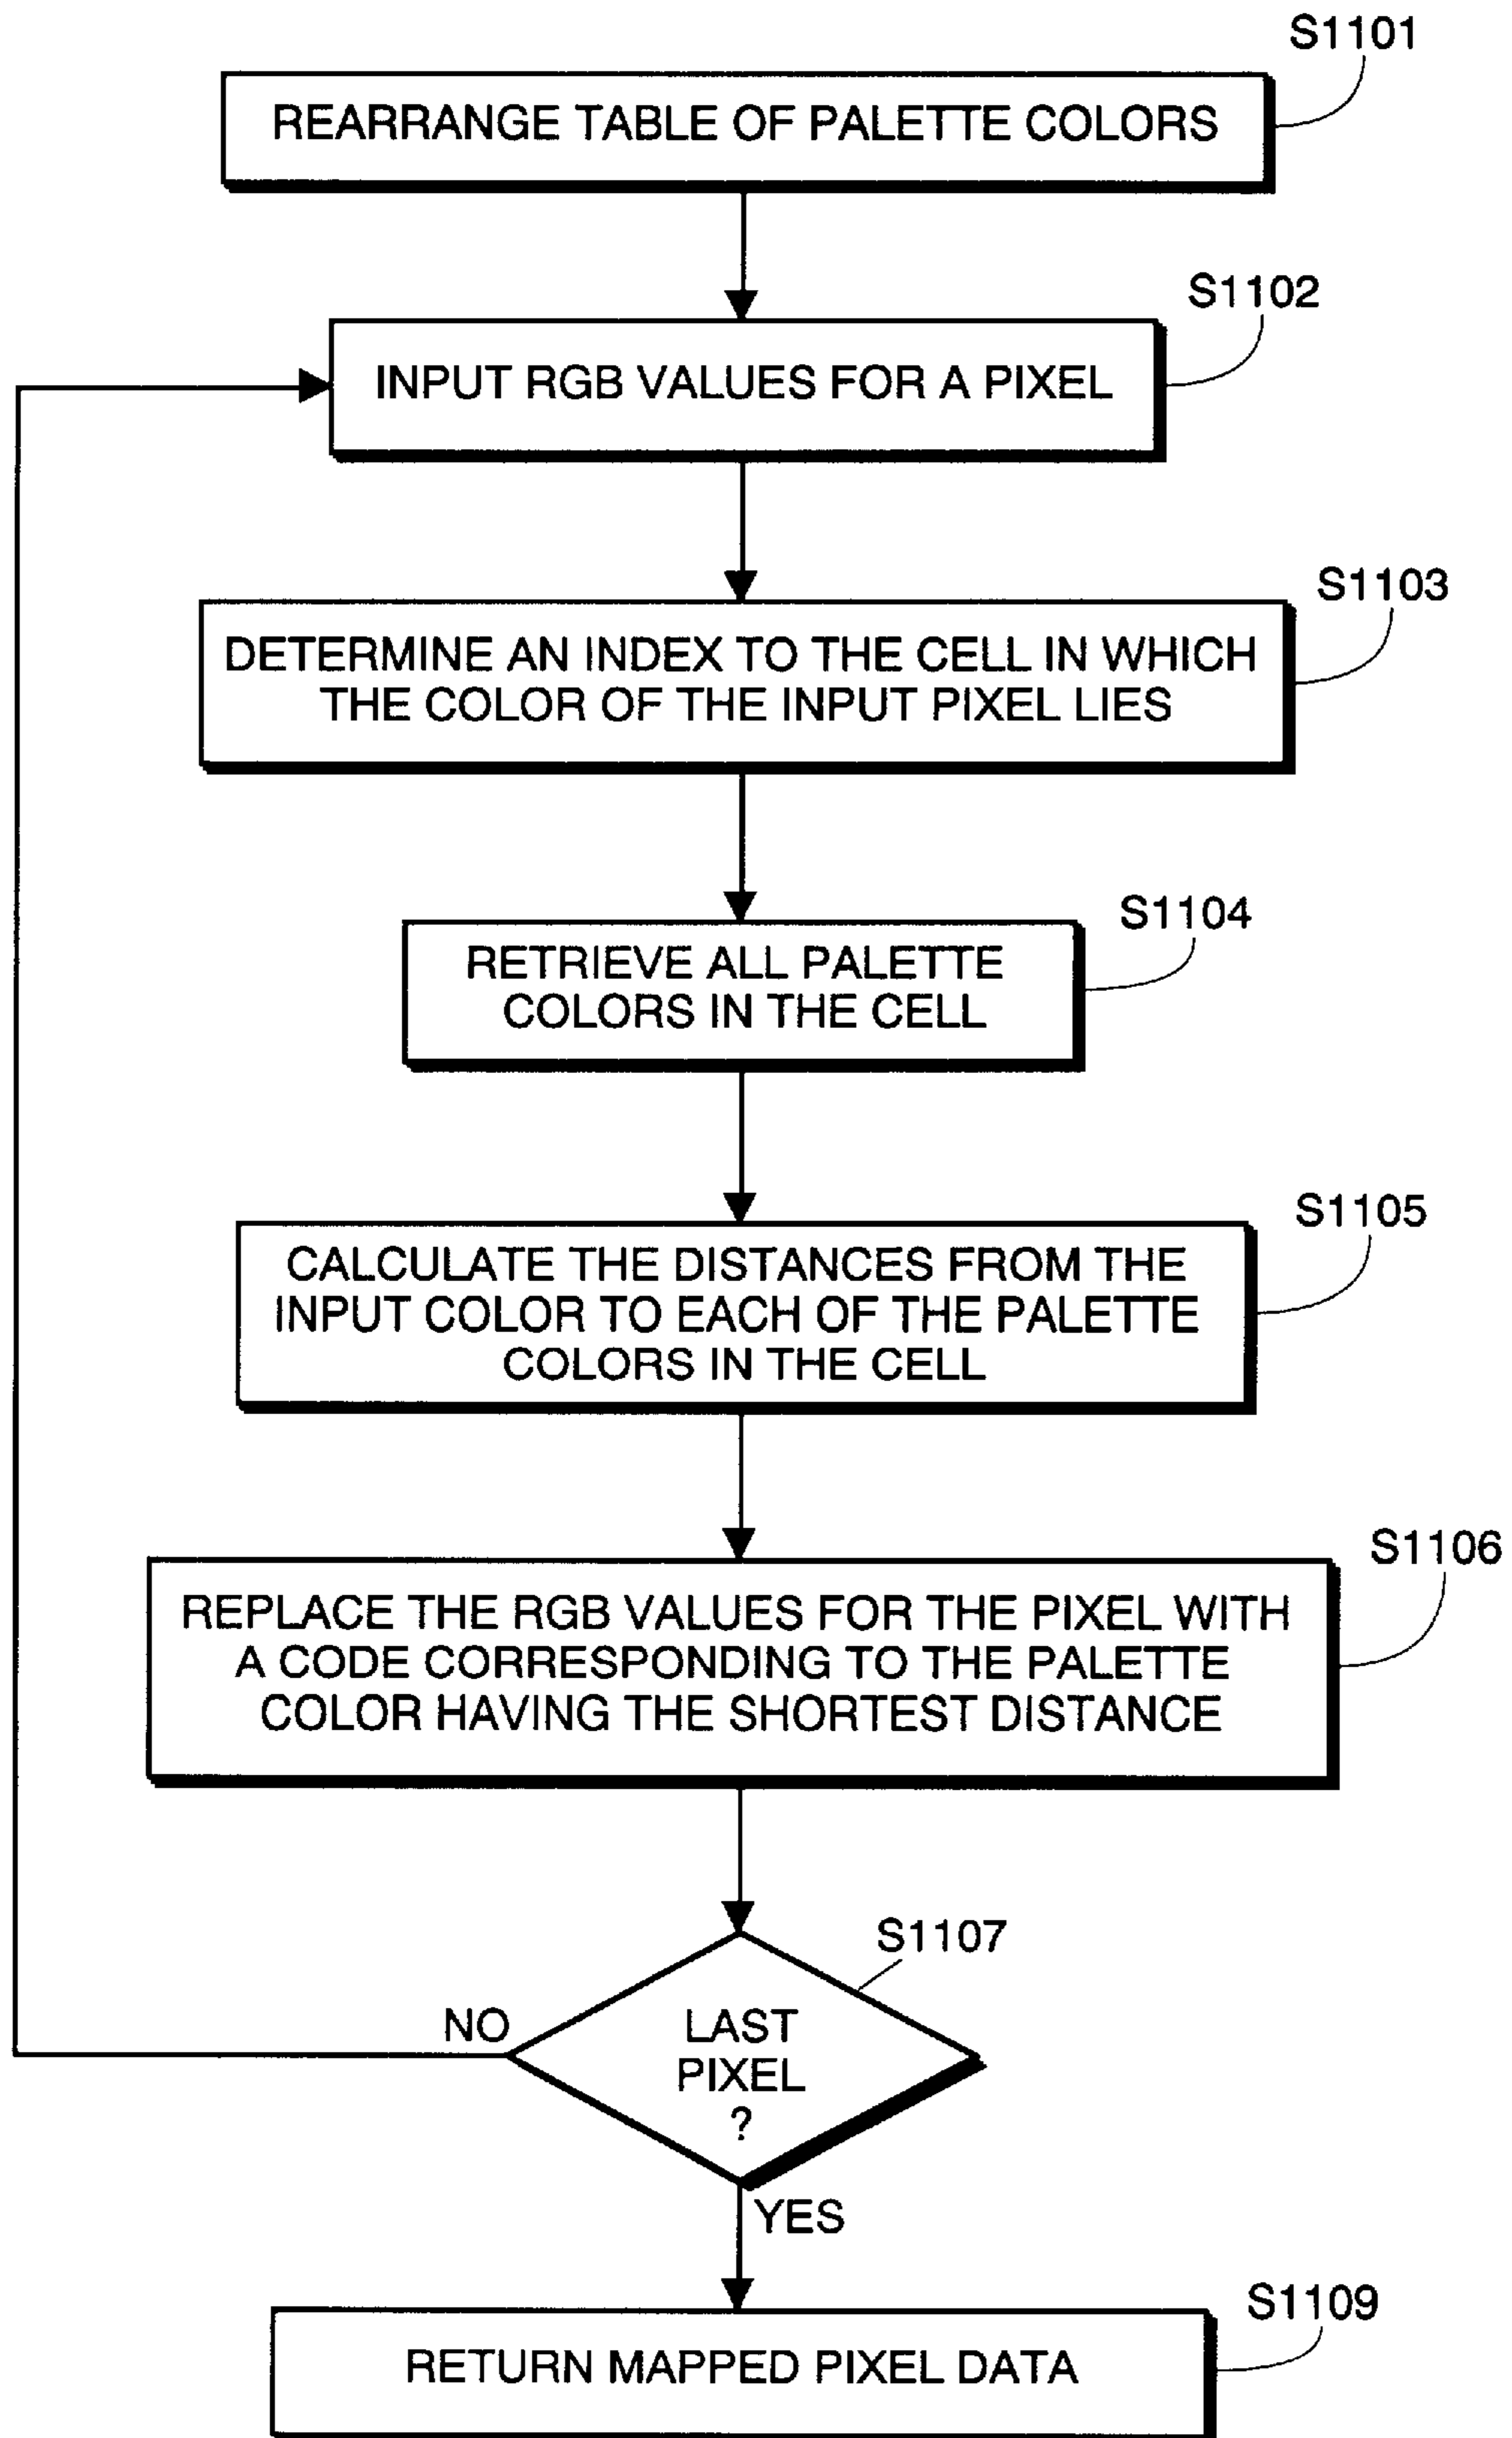 S1101
REARRANGE TABLE OF PALETTE COLORS
S1102
INPUT RGB VALUES FOR A PIXEL
S1103
DETERMINE AN INDEX TO THE CELL IN WHICH
THE COLOR OF THE INPUT PIXEL LIES
S1104
RETRIEVE ALL PALETTE
COLORS IN THE CELL
S1105
CALCULATE THE DISTANCES FROM THE
INPUT COLOR TO EACH OF THE PALETTE
COLORS IN THE CELL
S1106
REPLACE THE RGB VALUES FOR THE PIXEL WITH
A CODE CORRESPONDING TO THE PALETTE
COLOR HAVING THE SHORTEST DISTANCE
S1107
NO
LAST
PIXEL
?
YES
S1109
RETURN MAPPED PIXEL DATA